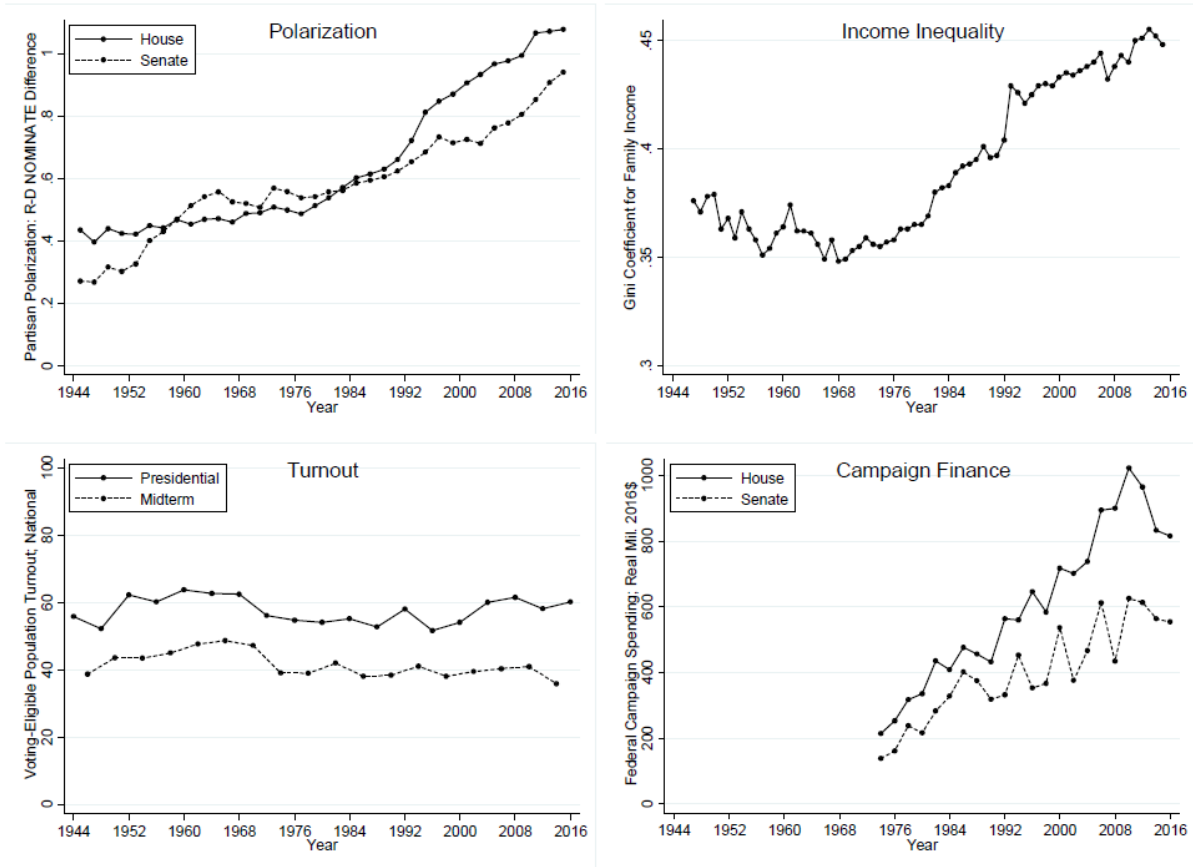 Polarization
House
Senate
Partisan Polarization: R-D NOMINATE Difference
1
.8
.6
.4
.2
0
1944 1952 1960 1968 1976 1984 1992 2000 2008 2016
Year
Income Inequality
Gini Coefficient for Family Income
.45
.4
.35
.3
1944 1952 1960 1968 1976 1984 1992 2000 2008 2016
Year
Turnout
Presidential
Midterm
Voting-Eligible Population Turnout; National
100
80
60
40
20
0
1944 1952 1960 1968 1976 1984 1992 2000 2008 2016
Year
Campaign Finance
House
Senate
Federal Campaign Spending; Real Mil. 2016$
1000
800
600
400
200
0
1944 1952 1960 1968 1976 1984 1992 2000 2008 2016
Year